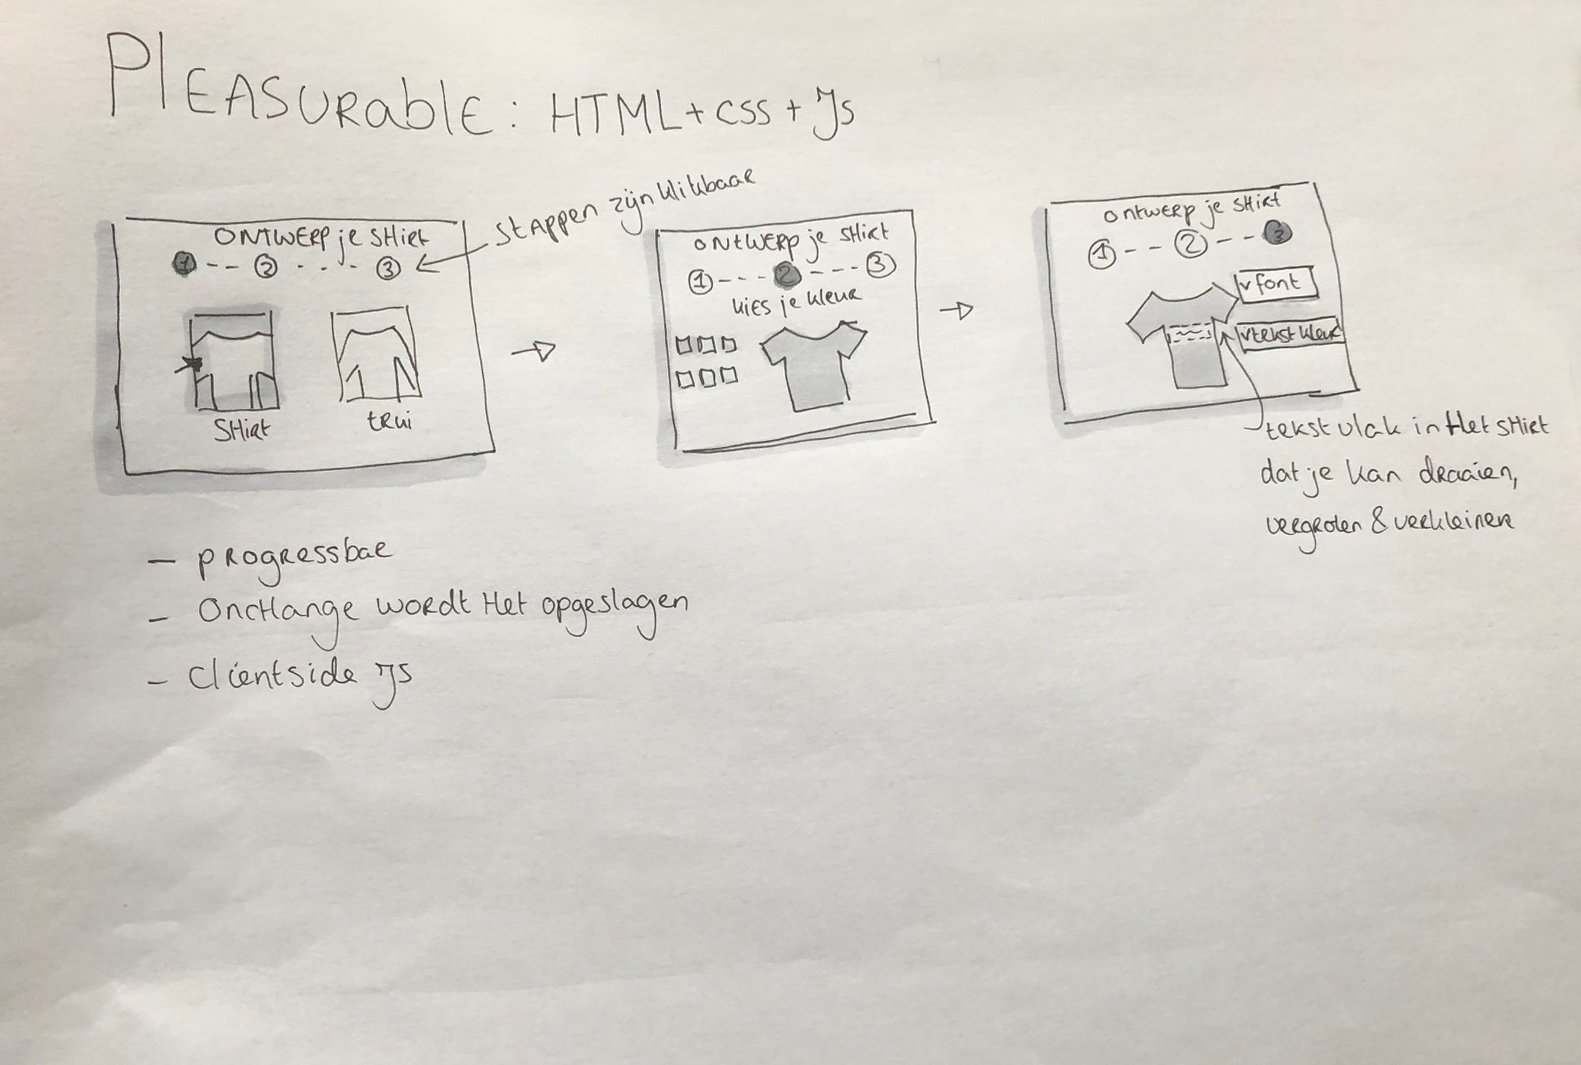 PLEASURable: HTML+CSS+JS
stappen zijn klikbaar
ONTWERP je SHIRT
1 -- 2 ---- 3
SHIRT
tRUI
ONTWERP je SHIRT
1 --- 2 --- 3
kies je kleur
ontwerp je SHIRT
1 -- 2 -- 3
v font
v tekst kleur
tekst vlak in Het SHIRT
dat je kan draaien,
vergroten & verkleinen
– progressbar
– Onchange wordt Het opgeslagen
– Clientside JS